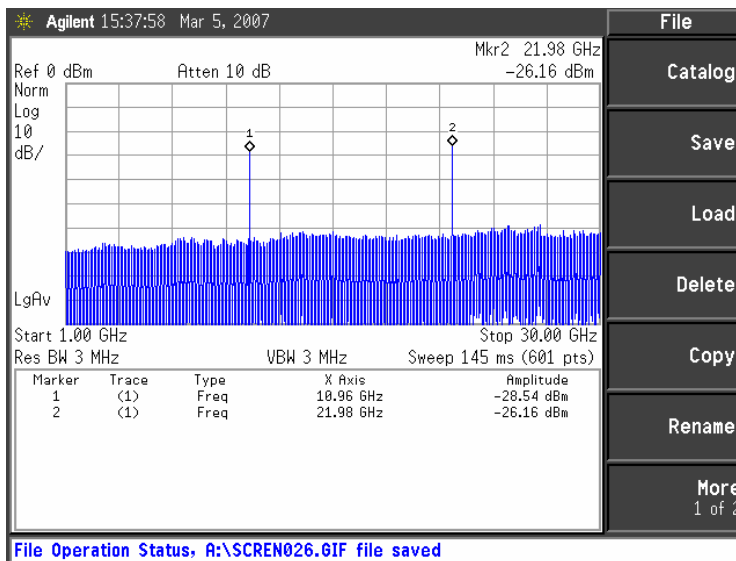 Agilent 15:37:58 Mar 5, 2007
File
Mkr2 21.98 GHz
Ref 0 dBm Atten 10 dB -26.16 dBm
Norm
Log
10
dB/
1
2
LgAv
Start 1.00 GHz Stop 30.00 GHz
Res BW 3 MHz VBW 3 MHz Sweep 145 ms (601 pts)
Marker Trace Type X Axis Amplitude
1 (1) Freq 10.96 GHz -28.54 dBm
2 (1) Freq 21.98 GHz -26.16 dBm
Catalog
Save
Load
Delete
Copy
Rename
More
1 of
File Operation Status, A:\SCREN026.GIF file saved